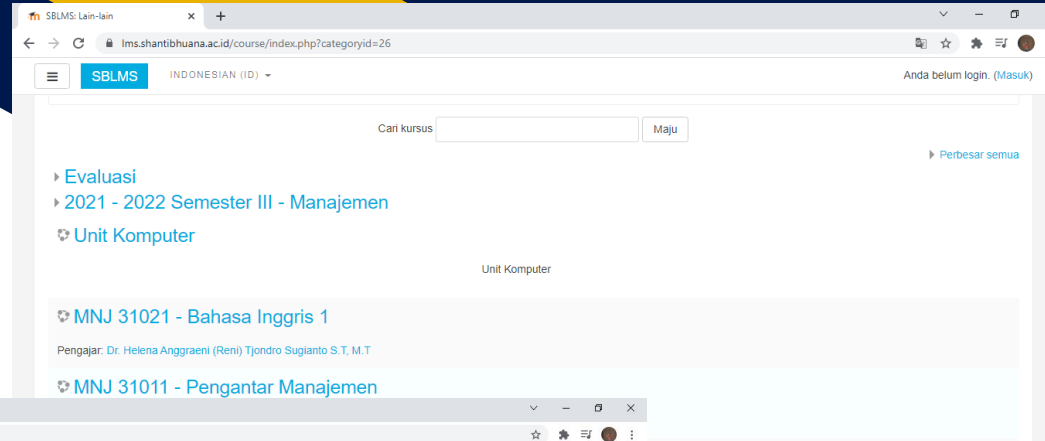 SBLMS: Lain-lain
lms.shantibhuana.ac.id/course/index.php?categoryid=26
SBLMS INDONESIAN (ID) Anda belum login. (Masuk)
Cari kursus Maju
Perbesar semua
Evaluasi
2021 - 2022 Semester III - Manajemen
Unit Komputer
Unit Komputer
MNJ 31021 - Bahasa Inggris 1
Pengajar: Dr. Helena Anggraeni (Reni) Tjondro Sugianto S.T, M.T
MNJ 31011 - Pengantar Manajemen